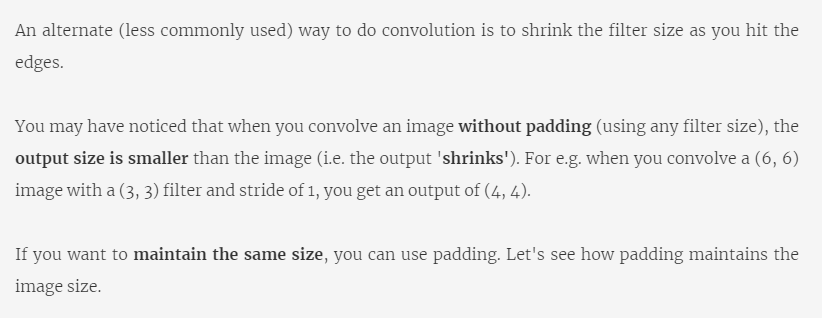 An alternate (less commonly used) way to do convolution is to shrink the filter size as you hit the
edges.
You may have noticed that when you convolve an image without padding (using any filter size), the
output size is smaller than the image (i.e. the output 'shrinks'). For e.g. when you convolve a (6, 6)
image with a (3, 3) filter and stride of 1, you get an output of (4, 4).
If you want to maintain the same size, you can use padding. Let's see how padding maintains the
image size.